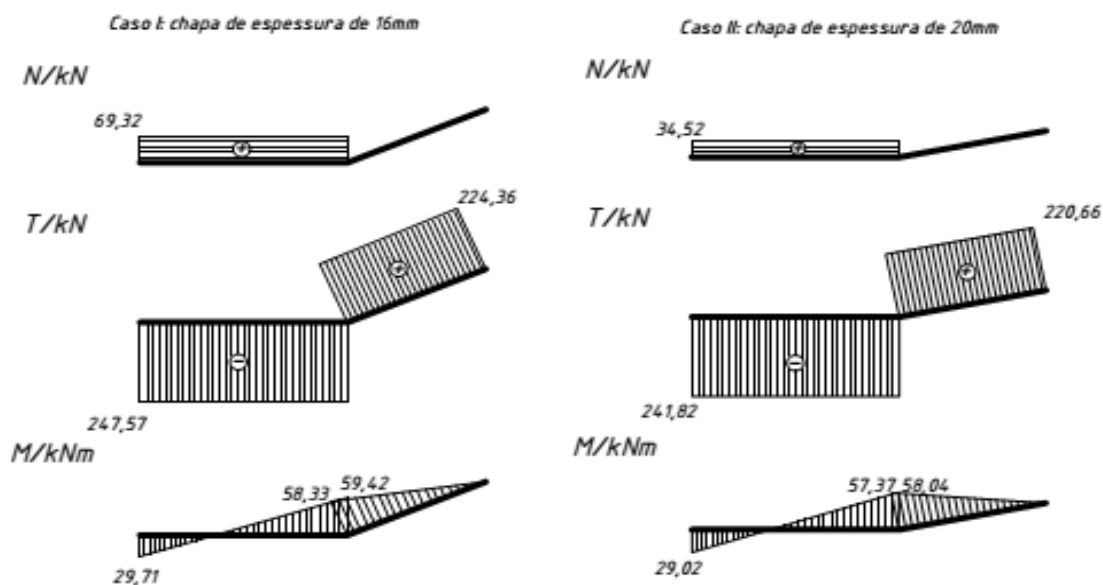 Caso I: chapa de espessura de 16mm
N/kN
69,32
T/kN
224,36
247,57
M/kNm
58,33 59,42
29,71
Caso II: chapa de espessura de 20mm
N/kN
34,52
T/kN
220,66
241,82
M/kNm
57,37 58,04
29,02